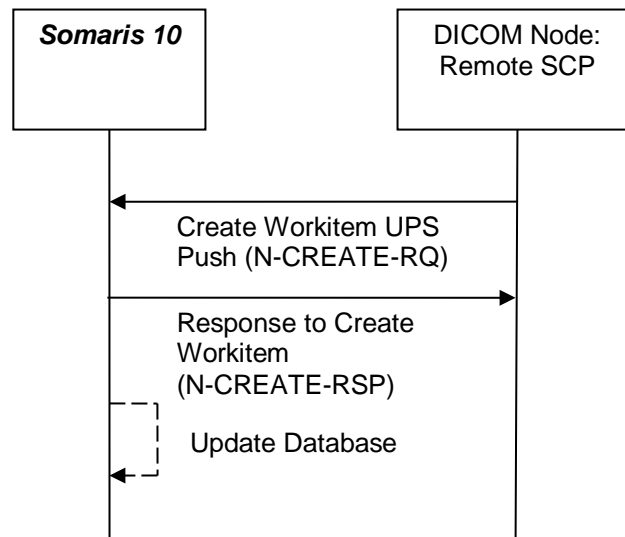 Somaris 10
DICOM Node:
Remote SCP
Create Workitem UPS
Push (N-CREATE-RQ)
Response to Create
Workitem
(N-CREATE-RSP)
Update Database